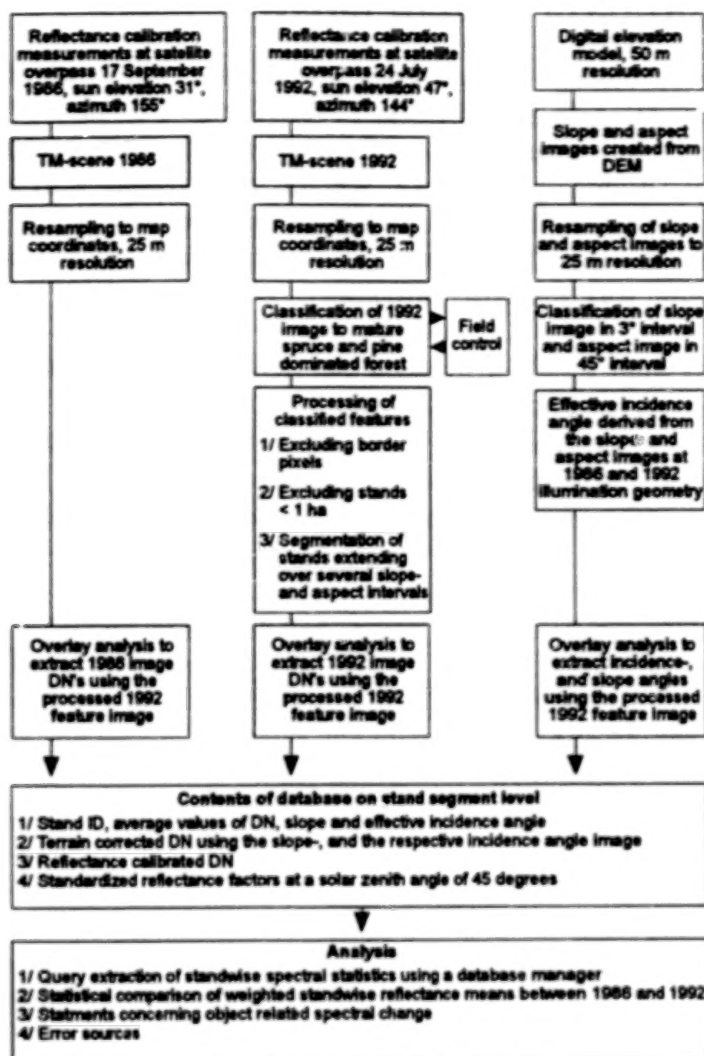 Reflectance calibration
measurements at satellite
overpass 17 September
1986, sun elevation 31°,
azimuth 155°
TM-scene 1986
Resampling to map
coordinates, 25 m
resolution
Overlay analysis to
extract 1986 image
DN's using the
processed 1992
feature image
Reflectance calibration
measurements at satellite
overpass 24 July
1992, sun elevation 47°,
azimuth 144°
TM-scene 1992
Resampling to map
coordinates, 25 m
resolution
Classification of 1992
image to mature
spruce and pine
dominated forest
Field
control
Processing of
classified features
1/ Excluding border
pixels
2/ Excluding stands
< 1 ha
3/ Segmentation of
stands extending
over several slope-
and aspect intervals
Overlay analysis to
extract 1992 image
DN's using the
processed 1992
feature image
Digital elevation
model, 50 m
resolution
Slope and aspect
images created from
DEM
Resampling of slope
and aspect images to
25 m resolution
Classification of slope
image in 3° interval
and aspect image in
45° interval
Effective incidence
angle derived from
the slope- and
aspect images at
1986 and 1992
illumination geometry
Overlay analysis to
extract incidence-,
and slope angles
using the processed
1992 feature image
Contents of database on stand segment level
1/ Stand ID, average values of DN, slope and effective incidence angle
2/ Terrain corrected DN using the slope-, and the respective incidence angle image
3/ Reflectance calibrated DN
4/ Standardized reflectance factors at a solar zenith angle of 45 degrees
Analysis
1/ Query extraction of standwise spectral statistics using a database manager
2/ Statistical comparison of weighted standwise reflectance means between 1986 and 1992
3/ Statments concerning object related spectral change
4/ Error sources